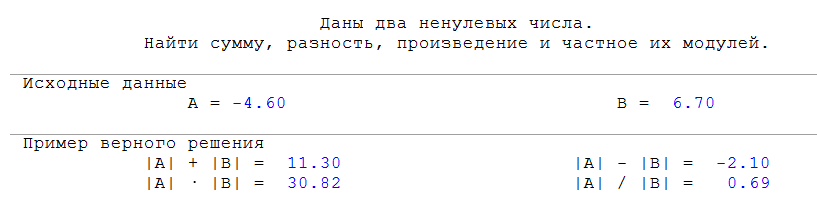 Даны два ненулевых числа.
Найти сумму, разность, произведение и частное их модулей.
Исходные данные
A = -4.60 B = 6.70
Пример верного решения
|A| + |B| = 11.30 |A| - |B| = -2.10
|A| · |B| = 30.82 |A| / |B| = 0.69